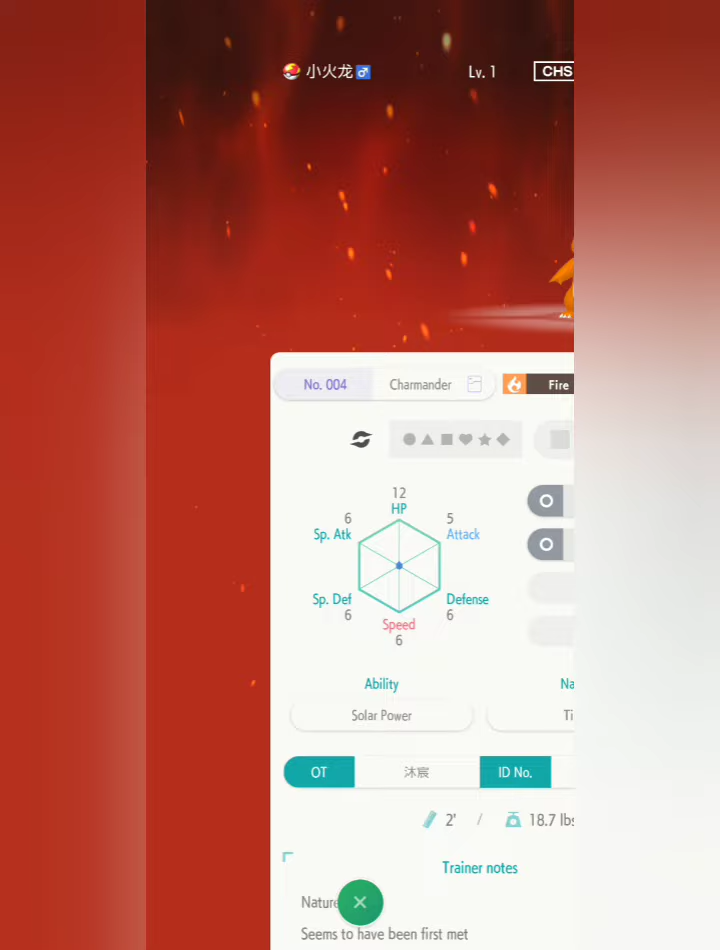 小火龙♂ Lv. 1 CHS
No. 004 Charmander Fire
12
HP
6 5
Sp. Atk Attack
Sp. Def Defense
6 Speed 6
6
Ability
Solar Power
OT 沐宸 ID No.
2' / 18.7 lbs
Trainer notes
Nature
Seems to have been first met